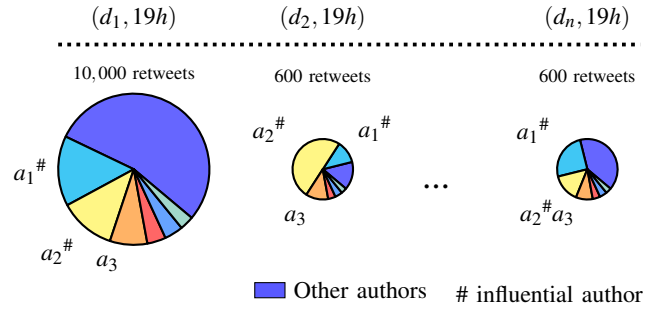 (d₁, 19h) (d₂, 19h) (dₙ, 19h)
10,000 retweets 600 retweets 600 retweets
a₂# a₁# a₁#
a₁#
a₃ a₂# a₃
...
a₂# a₃
Other authors # influential author